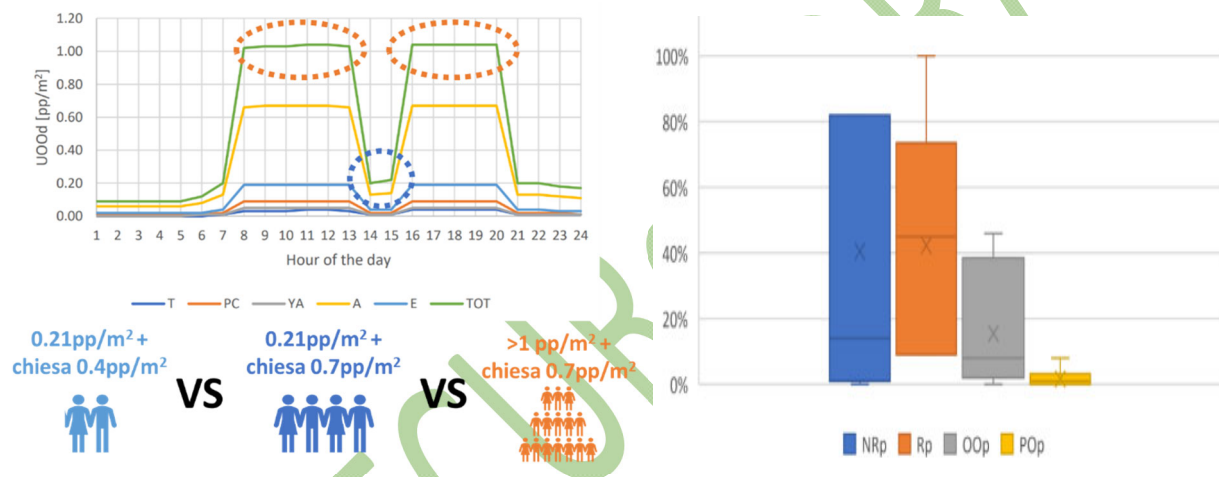 1.20
1.00
0.80
0.60
0.40
0.20
0.00
UOOd [pp/m²]
1 2 3 4 5 6 7 8 9 10 11 12 13 14 15 16 17 18 19 20 21 22 23 24
Hour of the day
T PC YA A E TOT
0.21pp/m² +
chiesa 0.4pp/m²
VS
0.21pp/m² +
chiesa 0.7pp/m²
VS
>1 pp/m² +
chiesa 0.7pp/m²
100%
80%
60%
40%
20%
0%
NRp Rp OOp POp